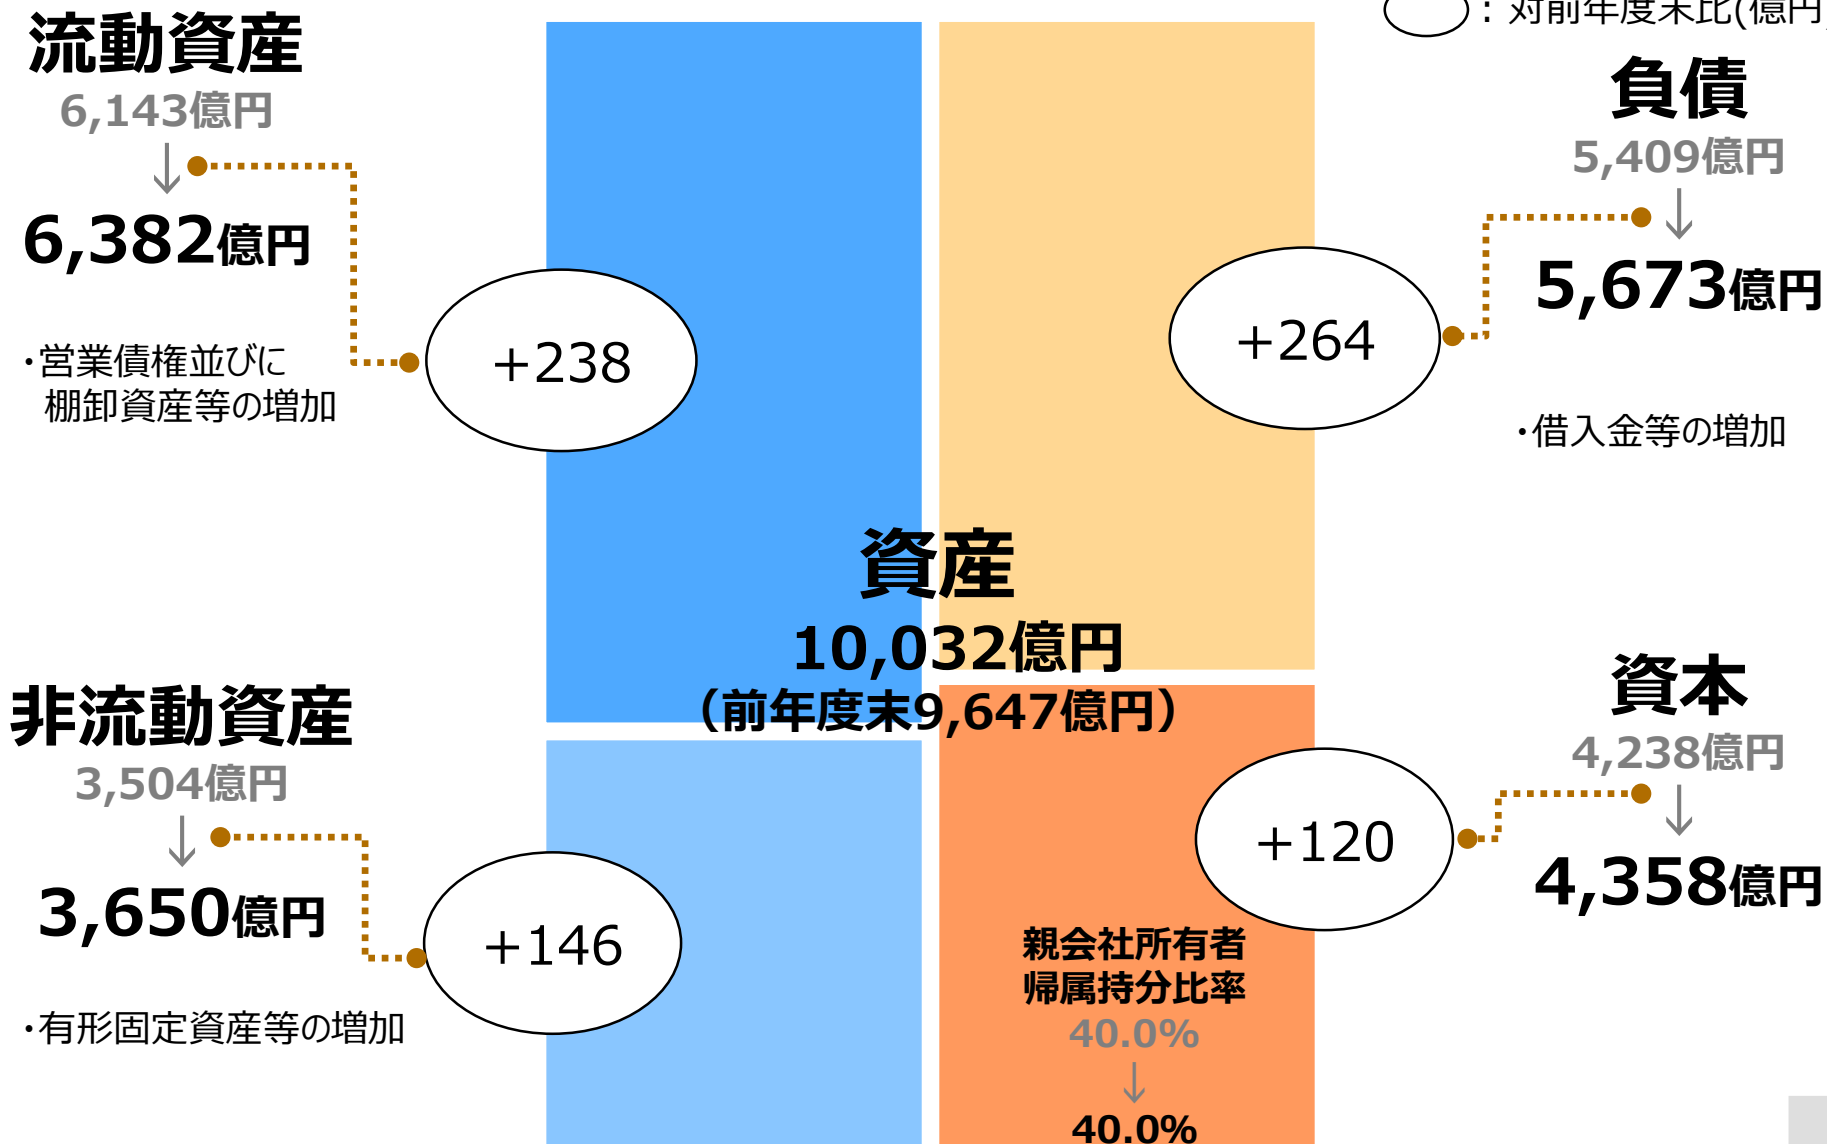 ：対前年度末比(億円)
流動資産
6,143億円
↓
6,382億円
・営業債権並びに
棚卸資産等の増加
+238
負債
5,409億円
↓
5,673億円
・借入金等の増加
+264
資産
10,032億円
（前年度末9,647億円）
非流動資産
3,504億円
↓
3,650億円
・有形固定資産等の増加
+146
資本
4,238億円
↓
4,358億円
+120
親会社所有者
帰属持分比率
40.0%
↓
40.0%